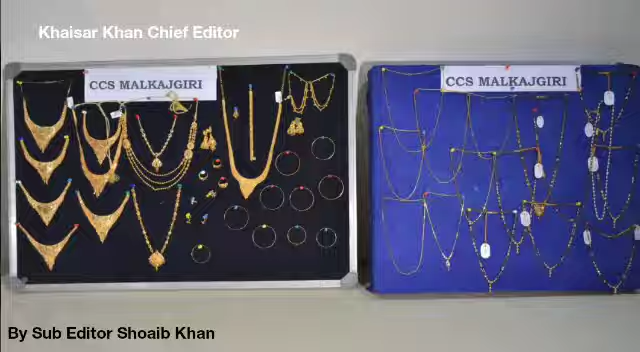 Khaisar Khan Chief Editor
CCS MALKAJGIRI
CCS MALKAJGIRI
By Sub Editor Shoaib Khan